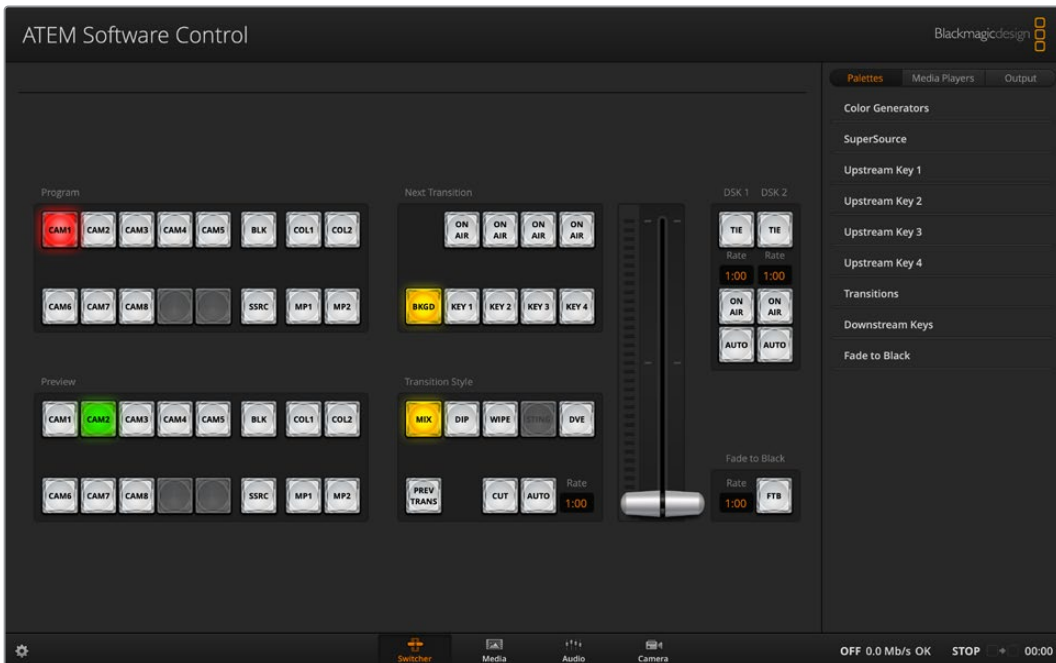 ATEM Software Control
Blackmagicdesign
Palettes Media Players Output
Color Generators
SuperSource
Upstream Key 1
Upstream Key 2
Upstream Key 3
Upstream Key 4
Transitions
Downstream Keys
Fade to Black
Program
CAM1 CAM2 CAM3 CAM4 CAM5 BLK COL1 COL2
CAM6 CAM7 CAM8 SSRC MP1 MP2
Next Transition
ON AIR ON AIR ON AIR ON AIR
BKGD KEY 1 KEY 2 KEY 3 KEY 4
DSK 1 DSK 2
TIE TIE
Rate Rate
1:00 1:00
ON AIR ON AIR
AUTO AUTO
Preview
CAM1 CAM2 CAM3 CAM4 CAM5 BLK COL1 COL2
CAM6 CAM7 CAM8 SSRC MP1 MP2
Transition Style
MIX DIP WIPE STING DVE
PREV TRANS CUT AUTO
Rate
1:00
Fade to Black
Rate
1:00 FTB
Switcher Media Audio Camera
OFF 0.0 Mb/s OK STOP 00:00